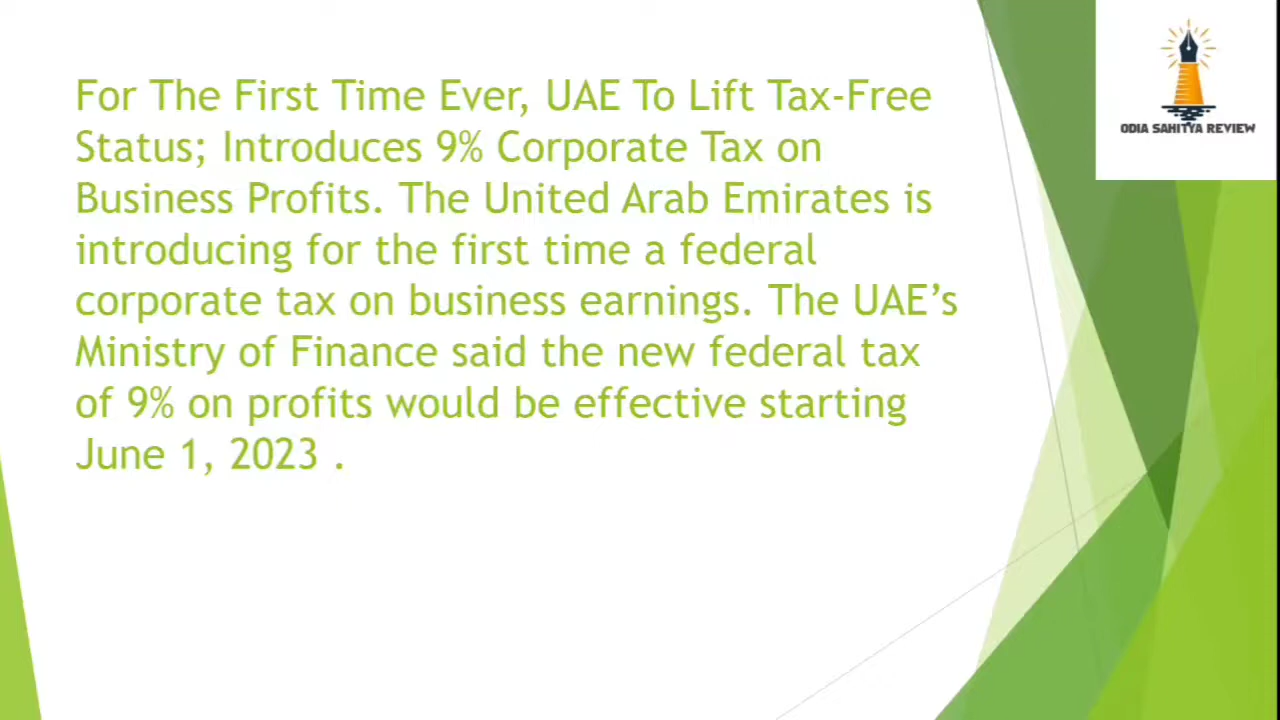 For The First Time Ever, UAE To Lift Tax-Free
Status; Introduces 9% Corporate Tax on
Business Profits. The United Arab Emirates is
introducing for the first time a federal
corporate tax on business earnings. The UAE’s
Ministry of Finance said the new federal tax
of 9% on profits would be effective starting
June 1, 2023 .
ODIA SAHITYA REVIEW